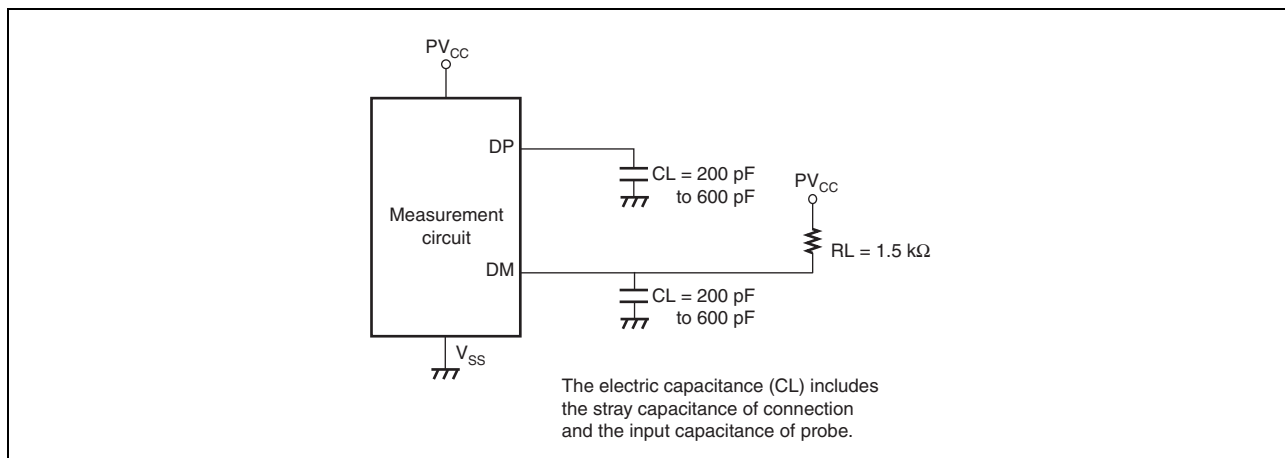 PVCC
DP
CL = 200 pF
to 600 pF
PVCC
Measurement
circuit
RL = 1.5 kΩ
DM
CL = 200 pF
to 600 pF
VSS
The electric capacitance (CL) includes
the stray capacitance of connection
and the input capacitance of probe.